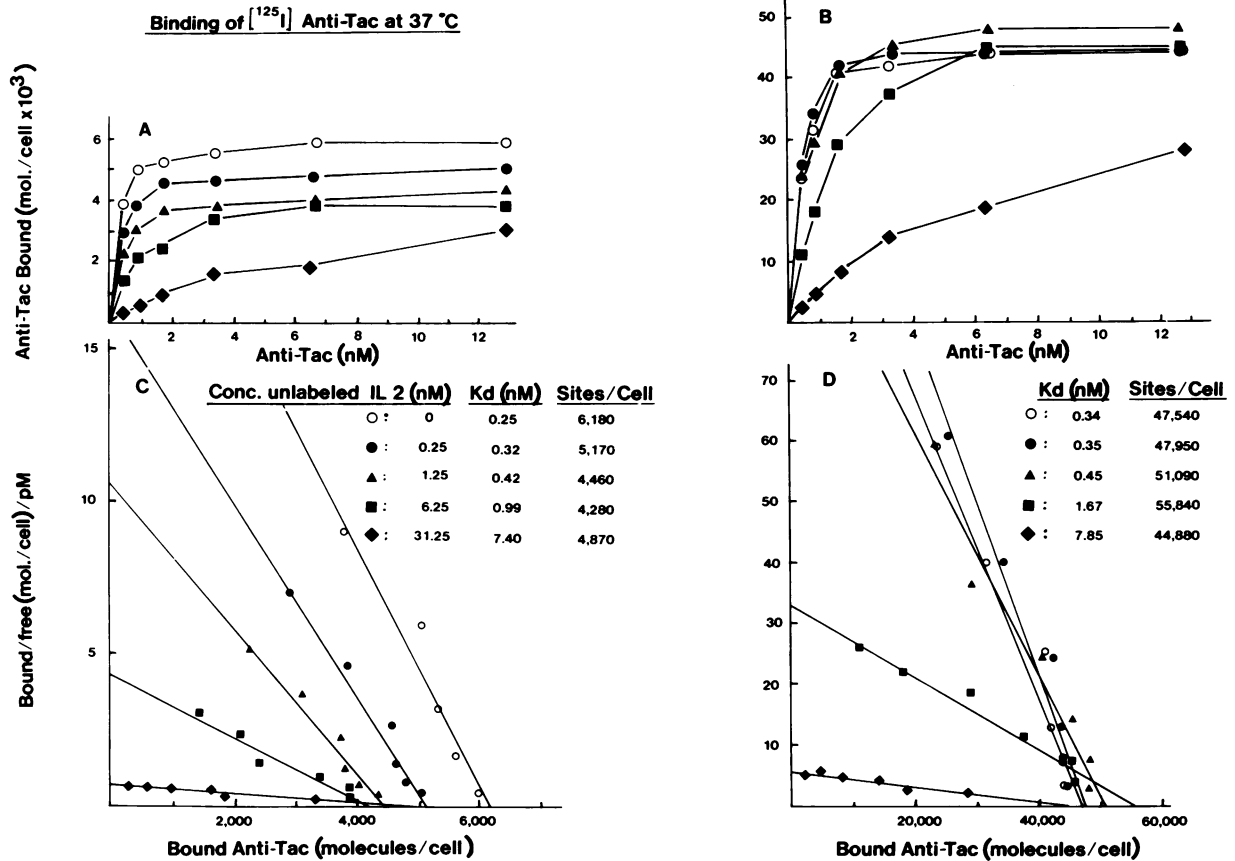 Binding of [¹²⁵I] Anti-Tac at 37 °C
Anti-Tac Bound (mol./cell x10³)
A
6
4
2
2 4 6 8 10 12
Anti-Tac (nM)
B
50
40
30
20
10
2 4 6 8 10 12
Anti-Tac (nM)
Bound/free (mol./cell)/pM
C
15
10
5
Conc. unlabeled IL 2 (nM) Kd (nM) Sites/Cell
: 0 0.25 6,180
: 0.25 0.32 5,170
: 1.25 0.42 4,460
: 6.25 0.99 4,280
: 31.25 7.40 4,870
2,000 4,000 6,000
Bound Anti-Tac (molecules/cell)
D
70
60
50
40
30
20
10
Kd (nM) Sites/Cell
: 0.34 47,540
: 0.35 47,950
: 0.45 51,090
: 1.67 55,840
: 7.85 44,880
20,000 40,000 60,000
Bound Anti-Tac (molecules/cell)